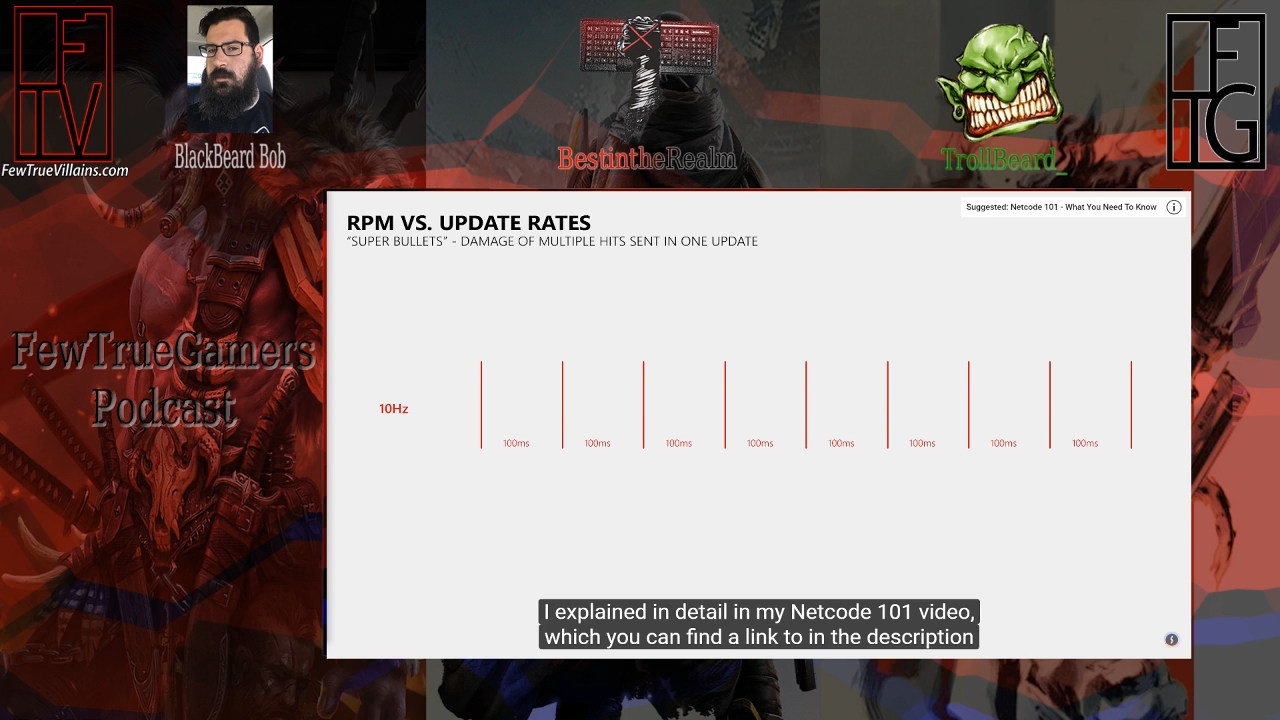 FTV
FewTrueVillains.com
BlackBeard Bob
BestintheRealm
TrollBeard_
FTG
FewTrueGamers
Podcast
Suggested: Netcode 101 - What You Need To Know
RPM VS. UPDATE RATES
“SUPER BULLETS” - DAMAGE OF MULTIPLE HITS SENT IN ONE UPDATE
10Hz
100ms 100ms 100ms 100ms 100ms 100ms 100ms 100ms
I explained in detail in my Netcode 101 video,
which you can find a link to in the description